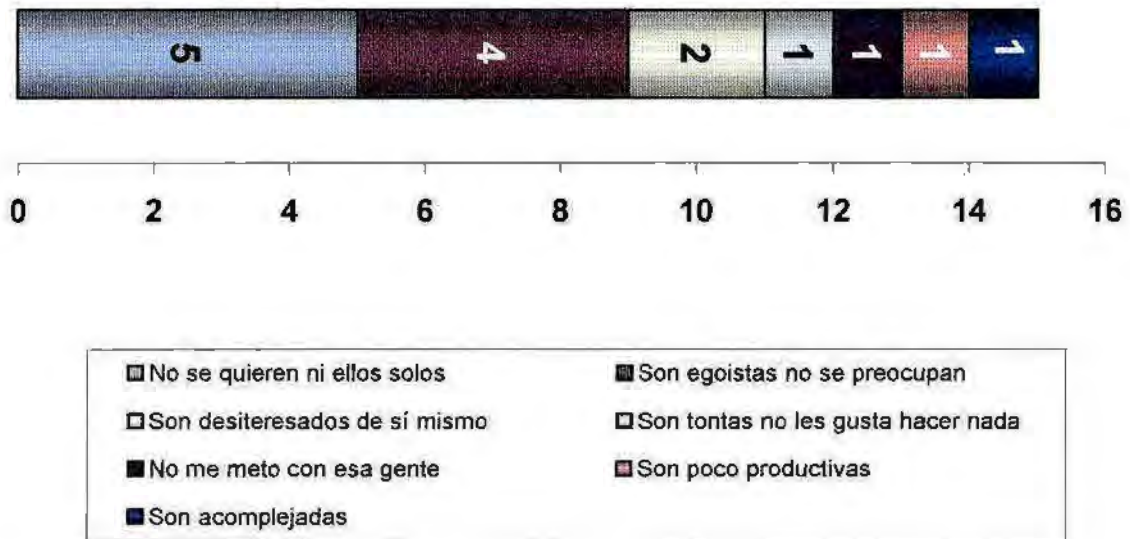 5 4 2 1 1 1 1
0 2 4 6 8 10 12 14 16
No se quieren ni ellos solos Son egoistas no se preocupan
Son desiteresados de sí mismo Son tontas no les gusta hacer nada
No me meto con esa gente Son poco productivas
Son acomplejadas